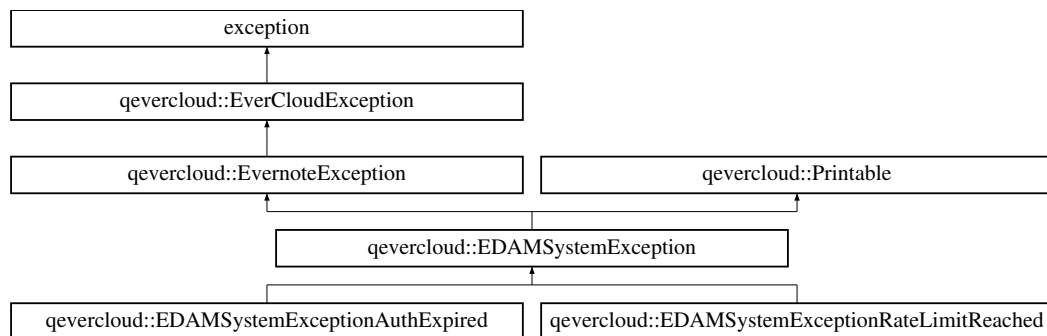 exception
qevercloud::EverCloudException
qevercloud::EvernoteException
qevercloud::Printable
qevercloud::EDAMSystemException
qevercloud::EDAMSystemExceptionAuthExpired
qevercloud::EDAMSystemExceptionRateLimitReached